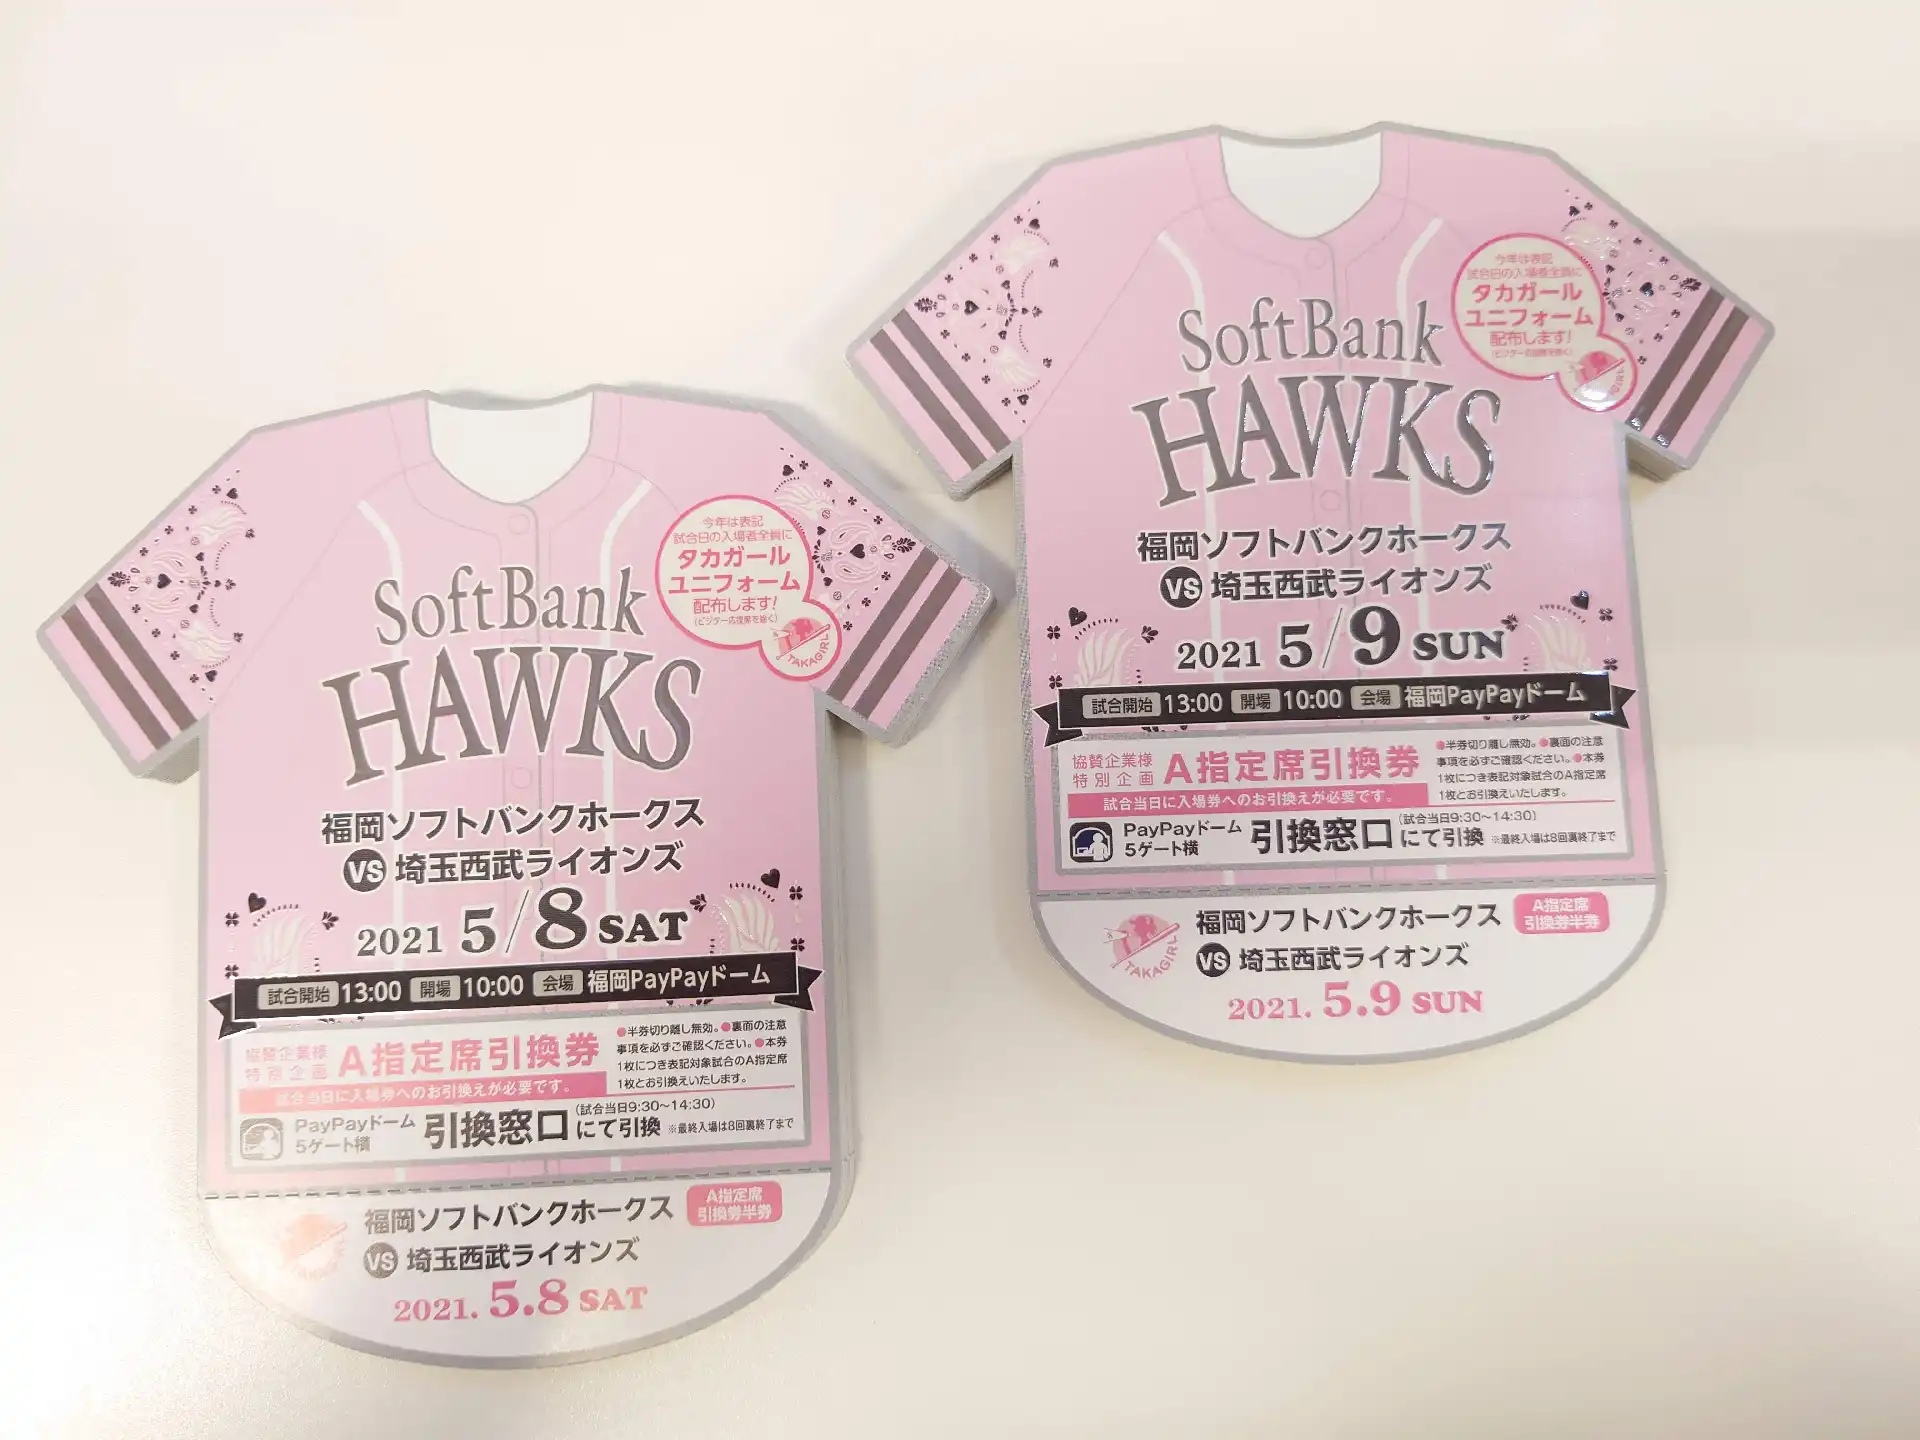 今年は表記
試合日の入場者全員に
タカガール
ユニフォーム
配布します!
(ビジター応援席を除く)
TAKAGIRL
SoftBank
HAWKS
福岡ソフトバンクホークス
VS 埼玉西武ライオンズ
2021 5/8 SAT
試合開始 13:00 開場 10:00 会場 福岡PayPayドーム
協賛企業様
特別企画
A指定席引換券
試合当日に入場券へのお引換えが必要です。
●半券切り離し無効。●裏面の注意
事項を必ずご確認ください。●本券
1枚につき表記対象試合のA指定席
1枚とお引換えいたします。
PayPayドーム
5ゲート横
引換窓口にて引換
(試合当日9:30~14:30)
※最終入場は8回裏終了まで
福岡ソフトバンクホークス
VS 埼玉西武ライオンズ
2021. 5.8 SAT
A指定席
引換券半券
今年は表記
試合日の入場者全員に
タカガール
ユニフォーム
配布します!
(ビジター応援席を除く)
SoftBank
HAWKS
福岡ソフトバンクホークス
VS 埼玉西武ライオンズ
2021 5/9 SUN
試合開始 13:00 開場 10:00 会場 福岡PayPayドーム
協賛企業様
特別企画
A指定席引換券
試合当日に入場券へのお引換えが必要です。
●半券切り離し無効。●裏面の注意
事項を必ずご確認ください。●本券
1枚につき表記対象試合のA指定席
1枚とお引換えいたします。
PayPayドーム
5ゲート横
引換窓口にて引換
(試合当日9:30~14:30)
※最終入場は8回裏終了まで
TAKAGIRL
福岡ソフトバンクホークス
VS 埼玉西武ライオンズ
2021. 5.9 SUN
A指定席
引換券半券